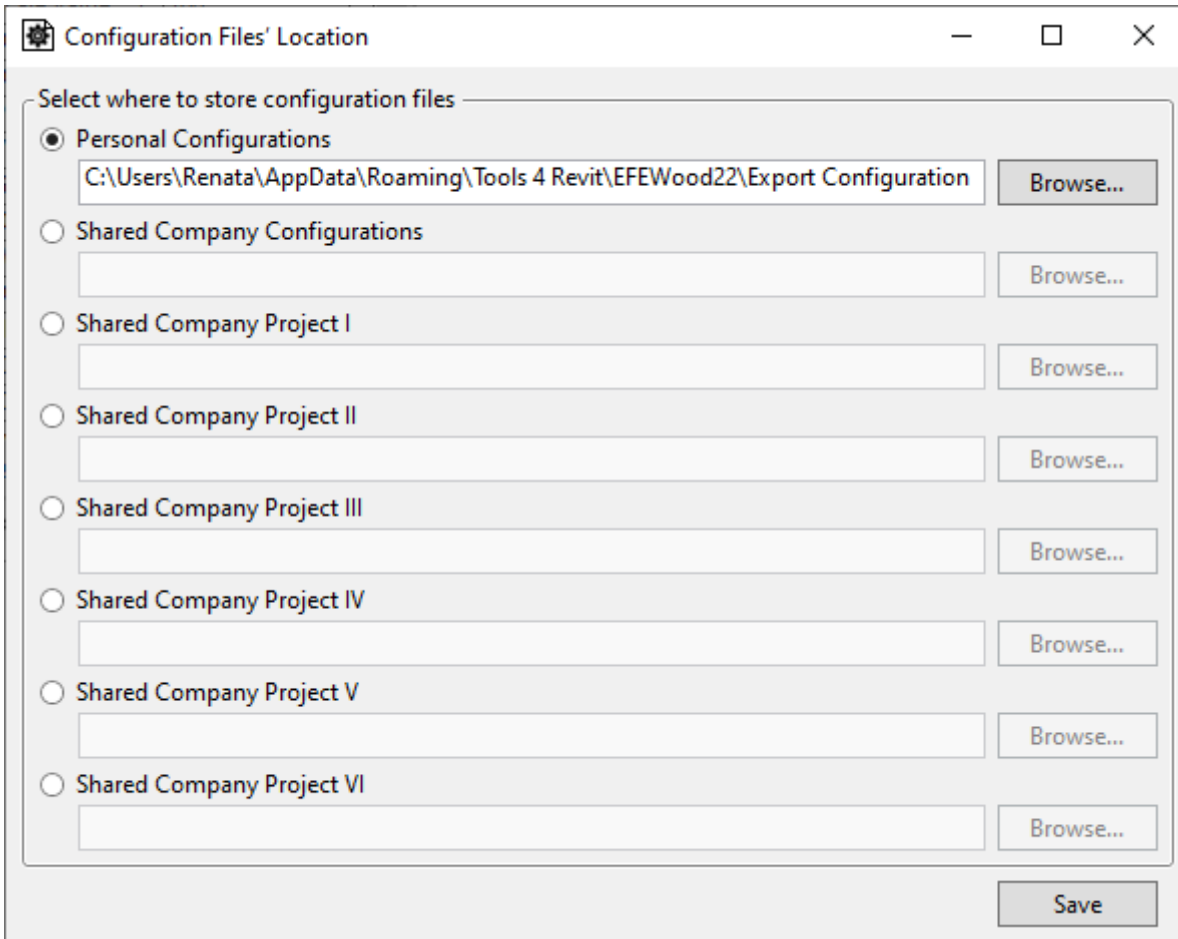 Configuration Files' Location
Select where to store configuration files
Personal Configurations
C:\Users\Renata\AppData\Roaming\Tools 4 Revit\EFEWood22\Export Configuration
Browse...
Shared Company Configurations
Browse...
Shared Company Project I
Browse...
Shared Company Project II
Browse...
Shared Company Project III
Browse...
Shared Company Project IV
Browse...
Shared Company Project V
Browse...
Shared Company Project VI
Browse...
Save